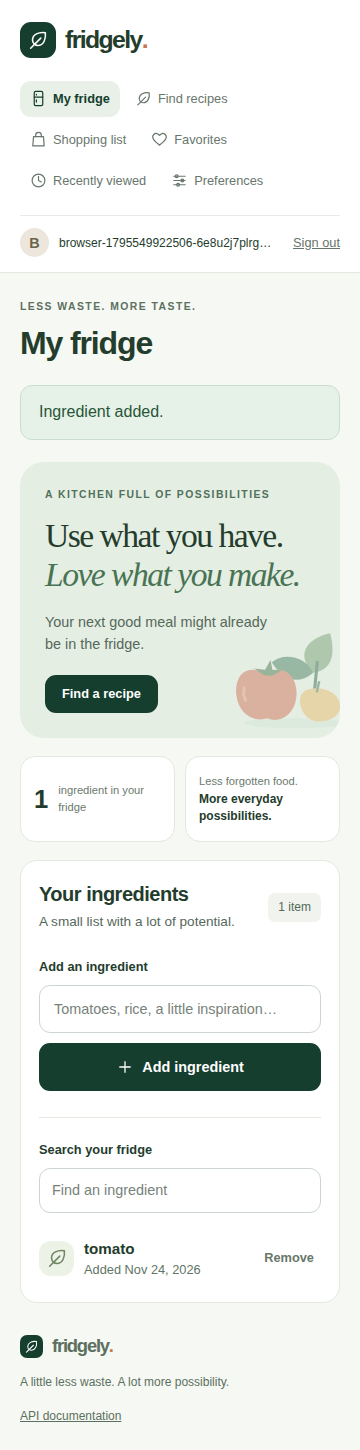 fridgely.
My fridge
Find recipes
Shopping list
Favorites
Recently viewed
Preferences
B
browser-1795549922506-6e8u2j7plrg…
Sign out
LESS WASTE. MORE TASTE.
My fridge
Ingredient added.
A KITCHEN FULL OF POSSIBILITIES
Use what you have.
Love what you make.
Your next good meal might already
be in the fridge.
Find a recipe
1
ingredient in your
fridge
Less forgotten food.
More everyday
possibilities.
Your ingredients
A small list with a lot of potential.
1 item
Add an ingredient
Tomatoes, rice, a little inspiration…
Add ingredient
Search your fridge
Find an ingredient
tomato
Added Nov 24, 2026
Remove
fridgely.
A little less waste. A lot more possibility.
API documentation